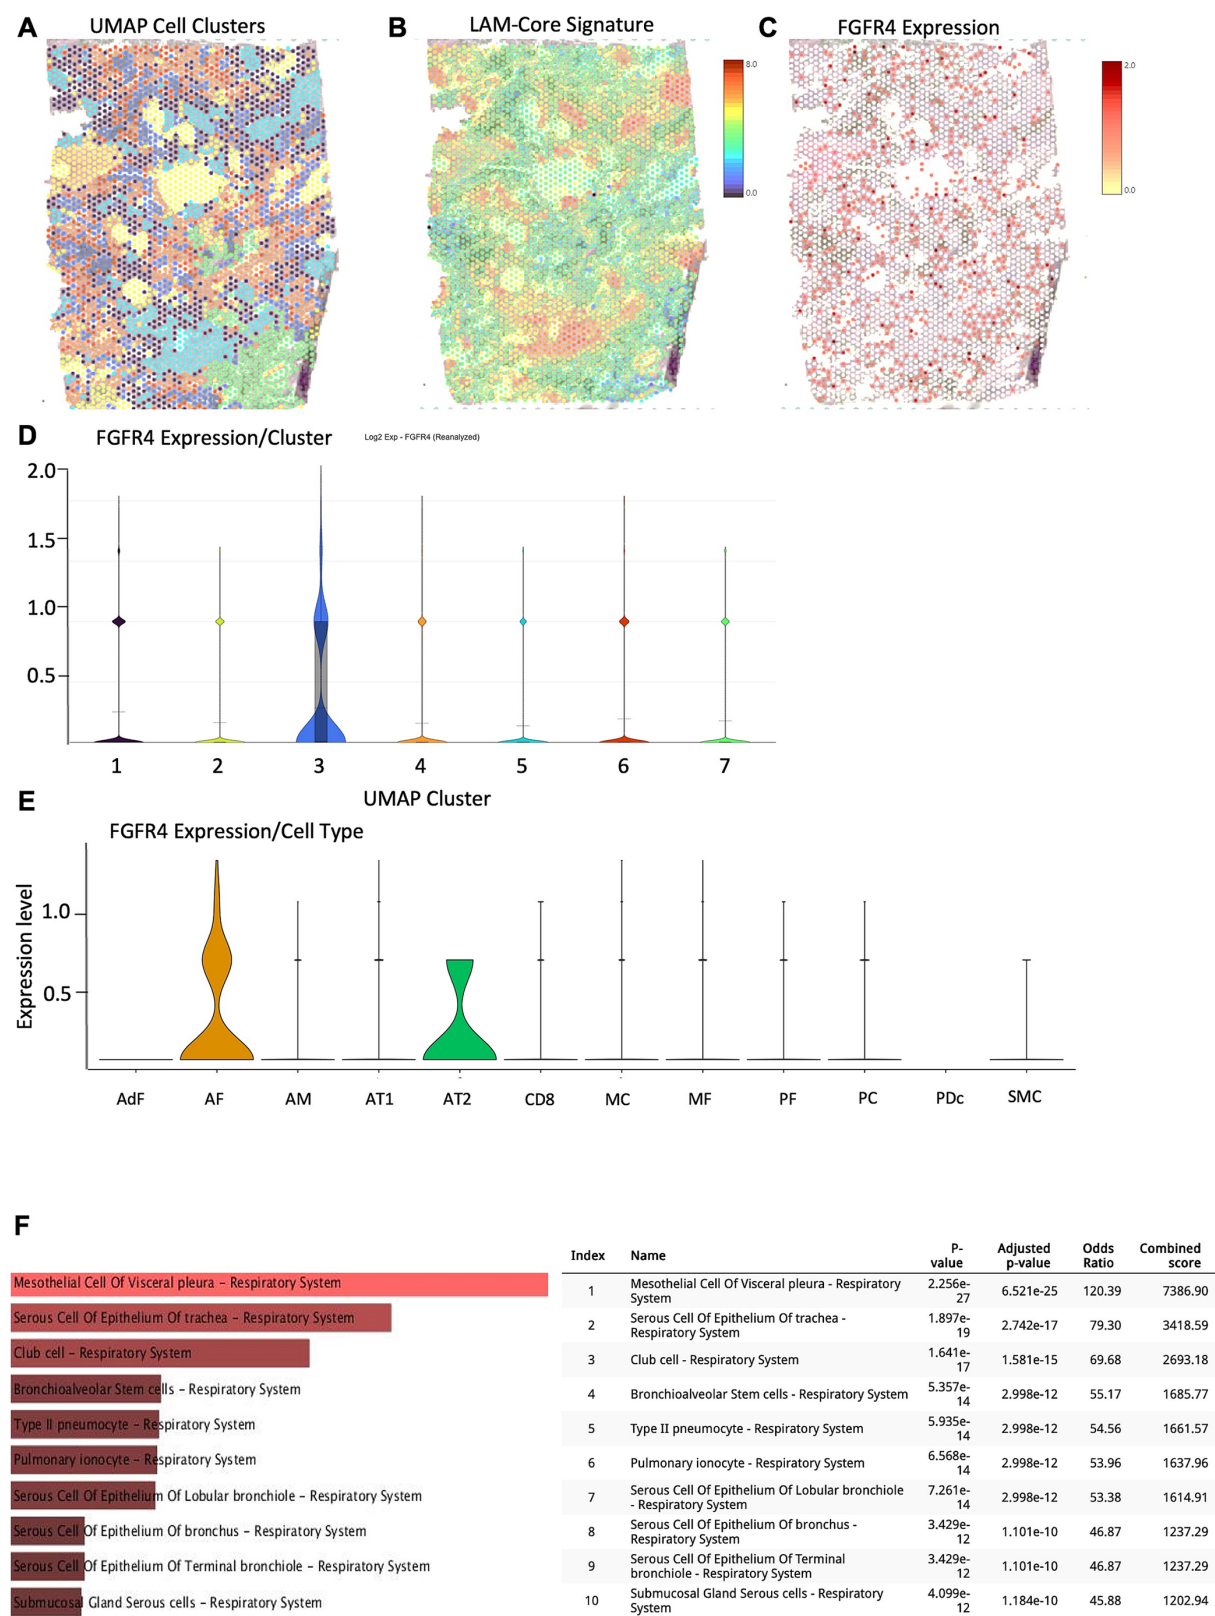 A UMAP Cell Clusters
B LAM-Core Signature
8.0
0.0
C FGFR4 Expression
2.0
0.0
D FGFR4 Expression/Cluster Log2 Exp - FGFR4 (Reanalyzed)
2.0
1.5
1.0
0.5
1 2 3 4 5 6 7
UMAP Cluster
E
FGFR4 Expression/Cell Type
Expression level
1.0
0.5
AdF AF AM AT1 AT2 CD8 MC MF PF PC PDc SMC
F
Mesothelial Cell Of Visceral pleura – Respiratory System
Serous Cell Of Epithelium Of trachea – Respiratory System
Club cell – Respiratory System
Bronchioalveolar Stem cells – Respiratory System
Type II pneumocyte – Respiratory System
Pulmonary ionocyte – Respiratory System
Serous Cell Of Epithelium Of Lobular bronchiole – Respiratory System
Serous Cell Of Epithelium Of bronchus – Respiratory System
Serous Cell Of Epithelium Of Terminal bronchiole – Respiratory System
Submucosal Gland Serous cells – Respiratory System
Index Name P-value Adjusted p-value Odds Ratio Combined score
1 Mesothelial Cell Of Visceral pleura - Respiratory System 2.256e-27 6.521e-25 120.39 7386.90
2 Serous Cell Of Epithelium Of trachea - Respiratory System 1.897e-19 2.742e-17 79.30 3418.59
3 Club cell - Respiratory System 1.641e-17 1.581e-15 69.68 2693.18
4 Bronchioalveolar Stem cells - Respiratory System 5.357e-14 2.998e-12 55.17 1685.77
5 Type II pneumocyte - Respiratory System 5.935e-14 2.998e-12 54.56 1661.57
6 Pulmonary ionocyte - Respiratory System 6.568e-14 2.998e-12 53.96 1637.96
7 Serous Cell Of Epithelium Of Lobular bronchiole - Respiratory System 7.261e-14 2.998e-12 53.38 1614.91
8 Serous Cell Of Epithelium Of bronchus - Respiratory System 3.429e-12 1.101e-10 46.87 1237.29
9 Serous Cell Of Epithelium Of Terminal bronchiole - Respiratory System 3.429e-12 1.101e-10 46.87 1237.29
10 Submucosal Gland Serous cells - Respiratory System 4.099e-12 1.184e-10 45.88 1202.94